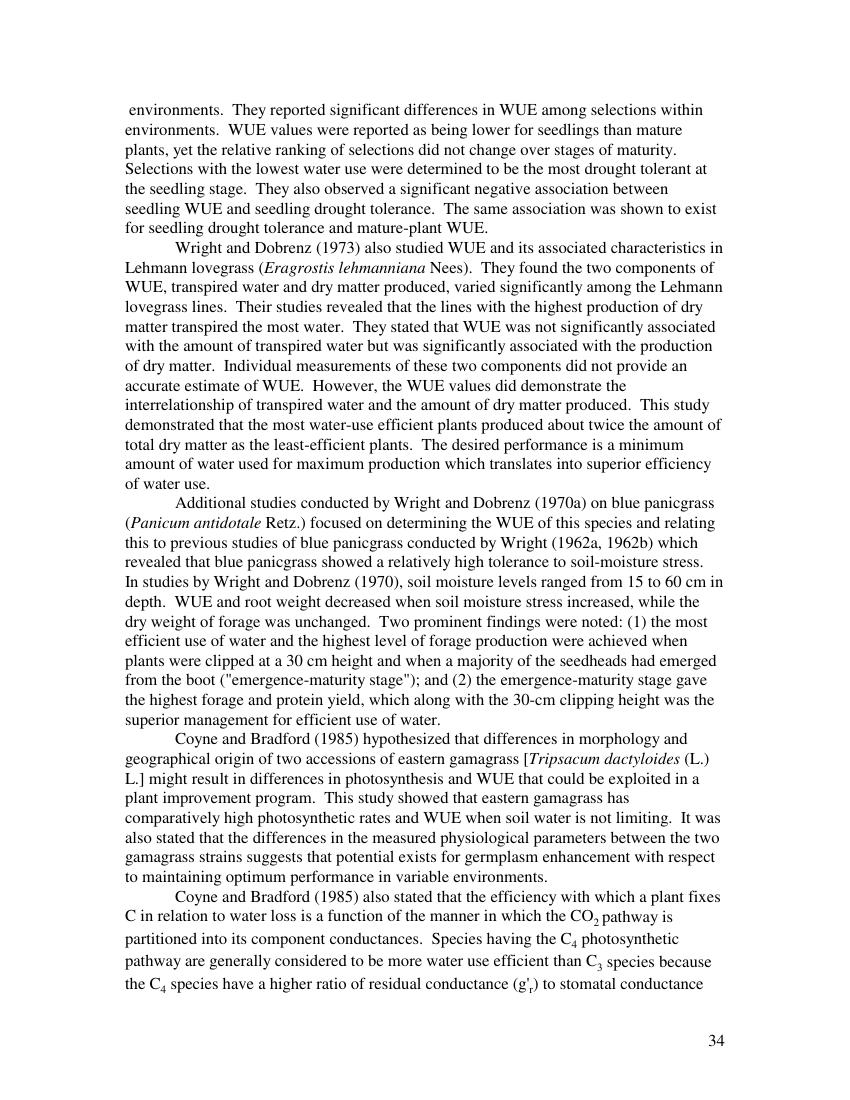 environments.  They reported significant differences in WUE among selections within
environments.  WUE values were reported as being lower for seedlings than mature
plants, yet the relative ranking of selections did not change over stages of maturity.
Selections with the lowest water use were determined to be the most drought tolerant at
the seedling stage.  They also observed a significant negative association between
seedling WUE and seedling drought tolerance.  The same association was shown to exist
for seedling drought tolerance and mature-plant WUE.
Wright and Dobrenz (1973) also studied WUE and its associated characteristics in
Lehmann lovegrass (Eragrostis lehmanniana Nees).  They found the two components of
WUE, transpired water and dry matter produced, varied significantly among the Lehmann
lovegrass lines.  Their studies revealed that the lines with the highest production of dry
matter transpired the most water.  They stated that WUE was not significantly associated
with the amount of transpired water but was significantly associated with the production
of dry matter.  Individual measurements of these two components did not provide an
accurate estimate of WUE.  However, the WUE values did demonstrate the
interrelationship of transpired water and the amount of dry matter produced.  This study
demonstrated that the most water-use efficient plants produced about twice the amount of
total dry matter as the least-efficient plants.  The desired performance is a minimum
amount of water used for maximum production which translates into superior efficiency
of water use.
Additional studies conducted by Wright and Dobrenz (1970a) on blue panicgrass
(Panicum antidotale Retz.) focused on determining the WUE of this species and relating
this to previous studies of blue panicgrass conducted by Wright (1962a, 1962b) which
revealed that blue panicgrass showed a relatively high tolerance to soil-moisture stress.
In studies by Wright and Dobrenz (1970), soil moisture levels ranged from 15 to 60 cm in
depth.  WUE and root weight decreased when soil moisture stress increased, while the
dry weight of forage was unchanged.  Two prominent findings were noted: (1) the most
efficient use of water and the highest level of forage production were achieved when
plants were clipped at a 30 cm height and when a majority of the seedheads had emerged
from the boot ("emergence-maturity stage"); and (2) the emergence-maturity stage gave
the highest forage and protein yield, which along with the 30-cm clipping height was the
superior management for efficient use of water.
Coyne and Bradford (1985) hypothesized that differences in morphology and
geographical origin of two accessions of eastern gamagrass [Tripsacum dactyloides (L.)
L.] might result in differences in photosynthesis and WUE that could be exploited in a
plant improvement program.  This study showed that eastern gamagrass has
comparatively high photosynthetic rates and WUE when soil water is not limiting.  It was
also stated that the differences in the measured physiological parameters between the two
gamagrass strains suggests that potential exists for germplasm enhancement with respect
to maintaining optimum performance in variable environments.
Coyne and Bradford (1985) also stated that the efficiency with which a plant fixes
C in relation to water loss is a function of the manner in which the CO₂ pathway is
partitioned into its component conductances.  Species having the C₄ photosynthetic
pathway are generally considered to be more water use efficient than C₃ species because
the C₄ species have a higher ratio of residual conductance (g'ᵣ) to stomatal conductance
34